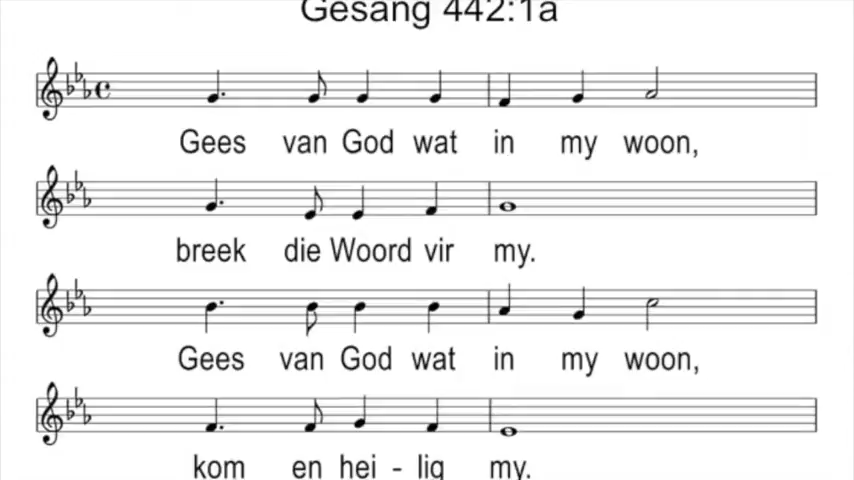 Gesang 442:1a
Gees van God wat in my woon,
breek die Woord vir my.
Gees van God wat in my woon,
kom en hei - lig my.